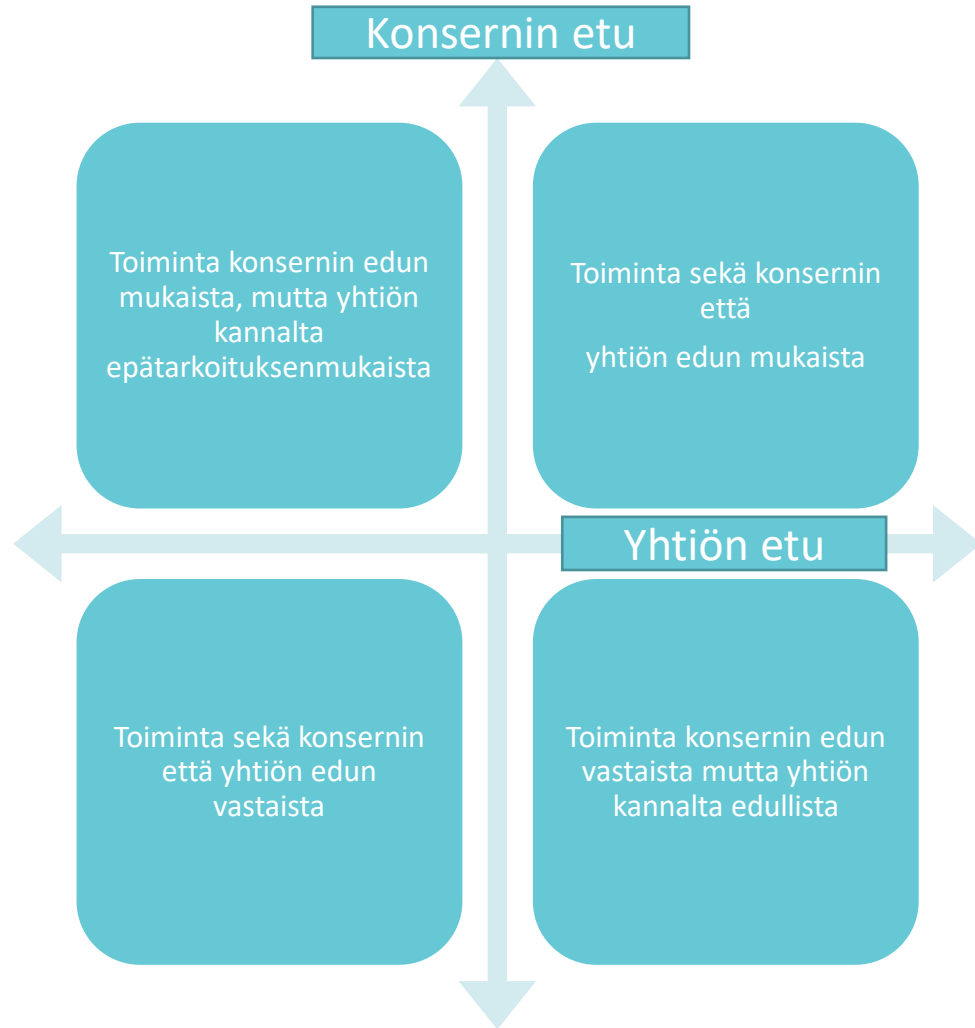 Konsernin etu
Toiminta konsernin edun
mukaista, mutta yhtiön
kannalta
epätarkoituksenmukaista
Toiminta sekä konsernin
että
yhtiön edun mukaista
Yhtiön etu
Toiminta sekä konsernin
että yhtiön edun
vastaista
Toiminta konsernin edun
vastaista mutta yhtiön
kannalta edullista